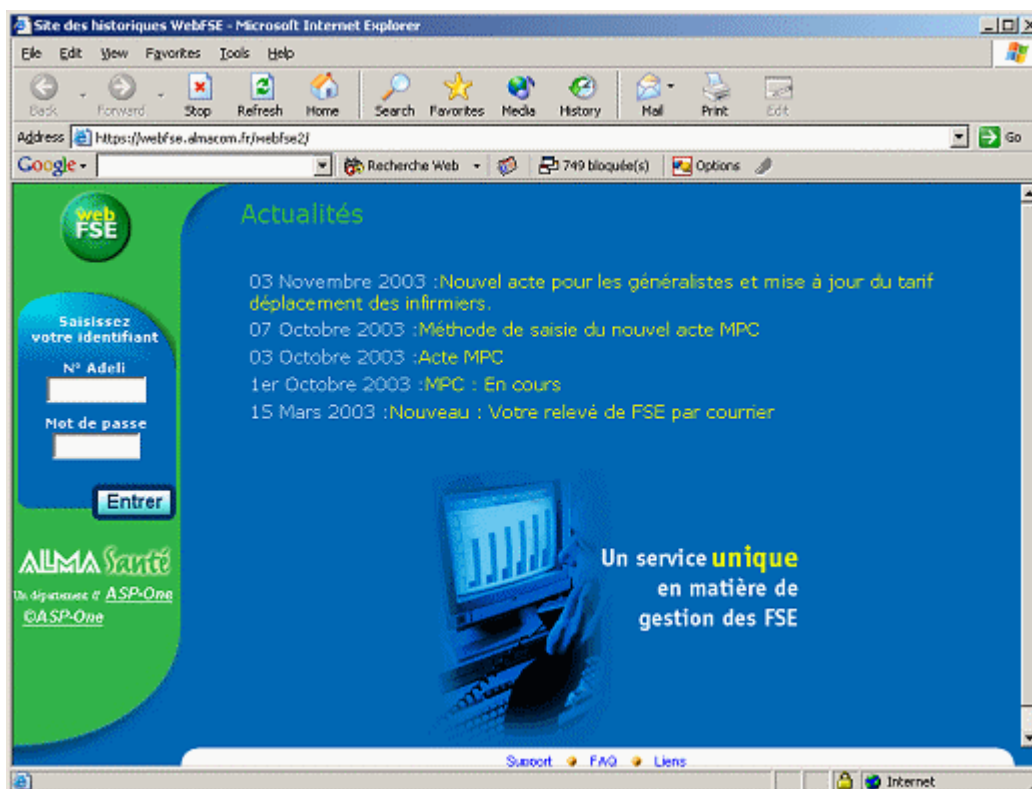 Site des historiques WebFSE - Microsoft Internet Explorer
File Edit View Favorites Tools Help
Back Forward Stop Refresh Home Search Favorites Media History Mail Print Edit
Address https://webfse.almacom.fr/webfse2/ Go
Google Recherche Web 749 bloquée(s) Options
web
FSE
Actualités
03 Novembre 2003 :Nouvel acte pour les généralistes et mise à jour du tarif
déplacement des infirmiers.
07 Octobre 2003 :Méthode de saisie du nouvel acte MPC
03 Octobre 2003 :Acte MPC
1er Octobre 2003 :MPC : En cours
15 Mars 2003 :Nouveau : Votre relevé de FSE par courrier
Saisissez
votre identifiant
N° Adeli
Mot de passe
Entrer
ALMA Santé
Un département d' ASP-One
©ASP-One
Un service unique
en matière de
gestion des FSE
Support FAQ Liens
Internet